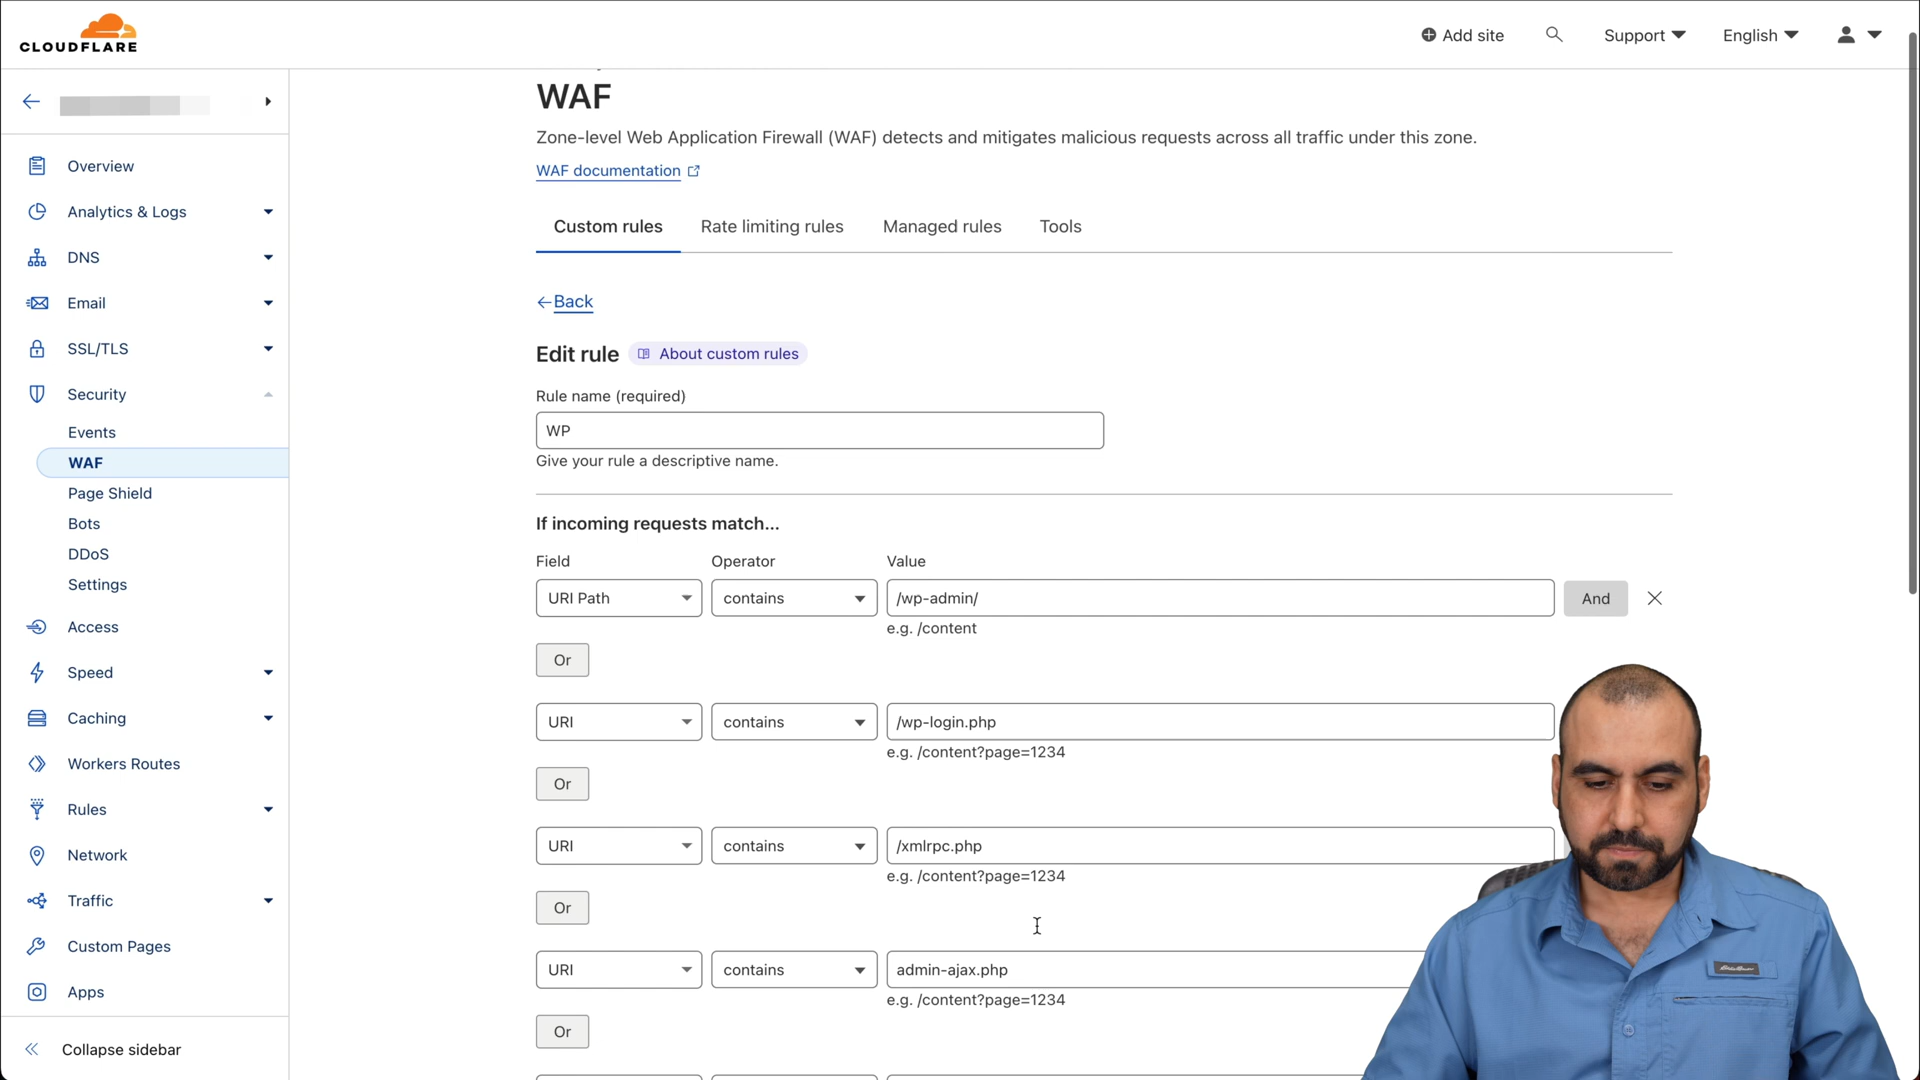 CLOUDFLARE
Add site
Support
English
Overview
Analytics & Logs
DNS
Email
SSL/TLS
Security
Events
WAF
Page Shield
Bots
DDoS
Settings
Access
Speed
Caching
Workers Routes
Rules
Network
Traffic
Custom Pages
Apps
Collapse sidebar
WAF
Zone-level Web Application Firewall (WAF) detects and mitigates malicious requests across all traffic under this zone.
WAF documentation
Custom rules Rate limiting rules Managed rules Tools
Back
Edit rule About custom rules
Rule name (required)
WP
Give your rule a descriptive name.
If incoming requests match...
Field Operator Value
URI Path contains /wp-admin/ And
e.g. /content
Or
URI contains /wp-login.php
e.g. /content?page=1234
Or
URI contains /xmlrpc.php
e.g. /content?page=1234
Or
URI contains admin-ajax.php
e.g. /content?page=1234
Or